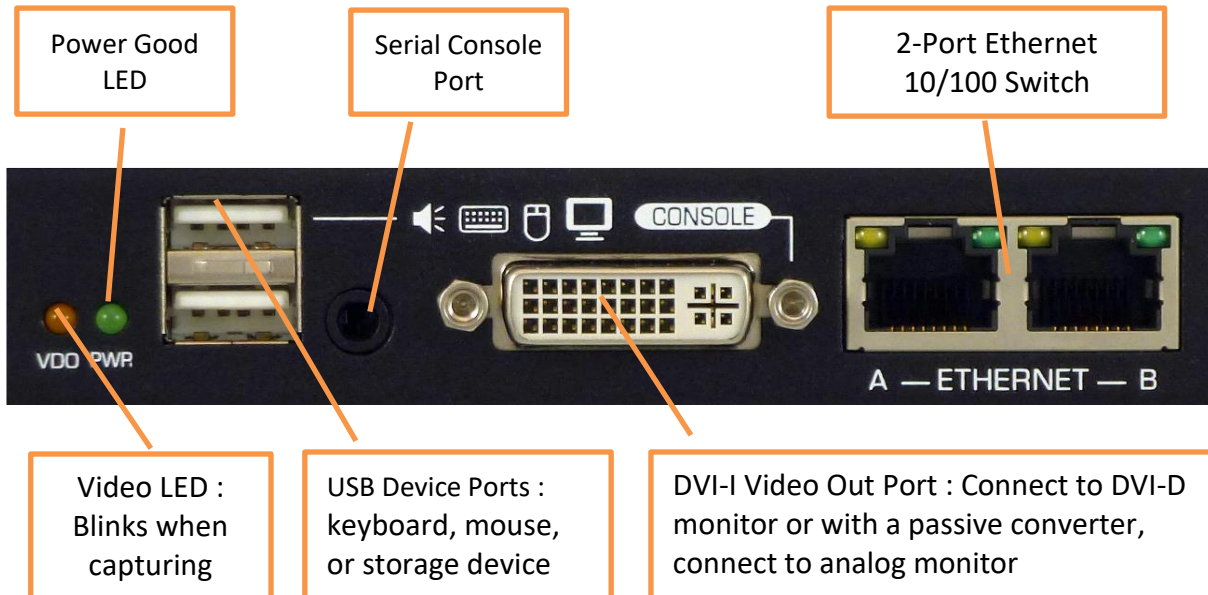 Power Good
LED
Serial Console
Port
2-Port Ethernet
10/100 Switch
CONSOLE
VDO PWR
A — ETHERNET — B
Video LED :
Blinks when
capturing
USB Device Ports :
keyboard, mouse,
or storage device
DVI-I Video Out Port : Connect to DVI-D
monitor or with a passive converter,
connect to analog monitor